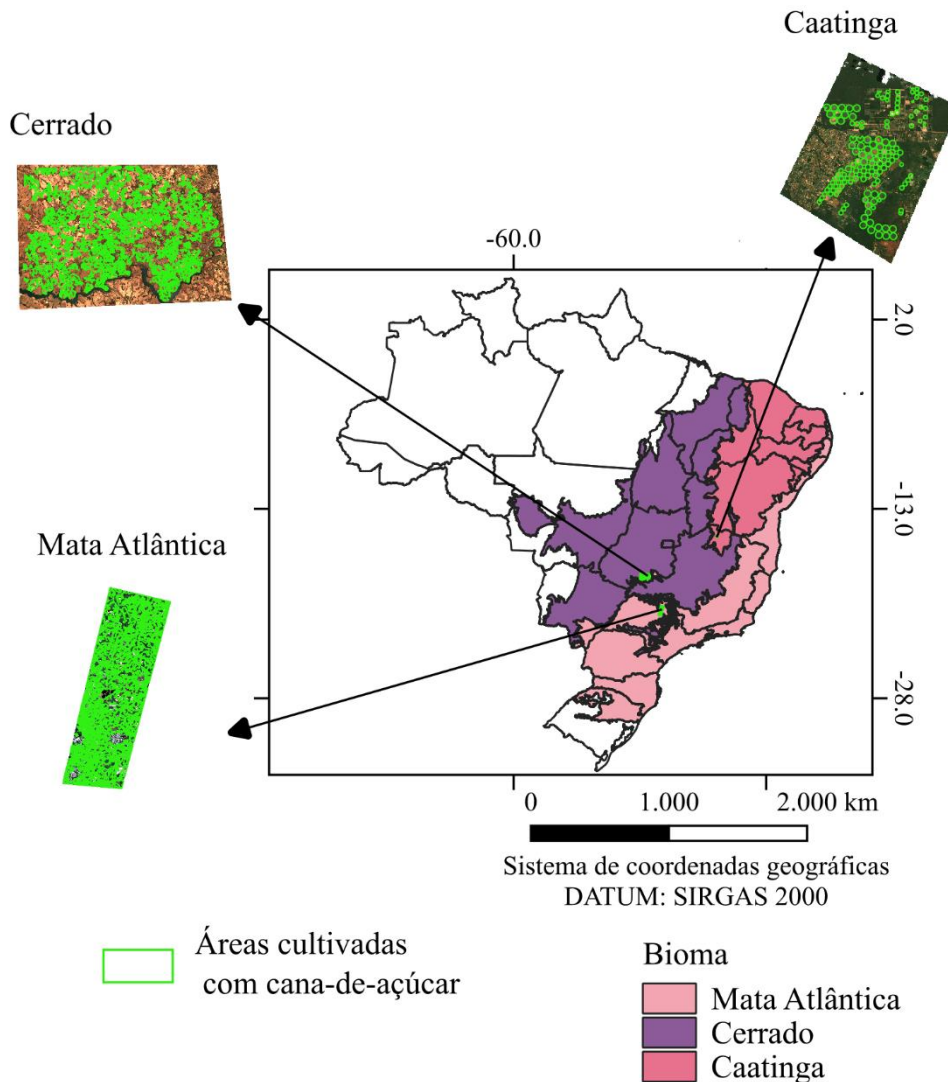 Caatinga
Cerrado
-60.0
2.0
-13.0
Mata Atlântica
-28.0
0 1.000 2.000 km
Sistema de coordenadas geográficas
DATUM: SIRGAS 2000
Áreas cultivadas
com cana-de-açúcar
Bioma
Mata Atlântica
Cerrado
Caatinga